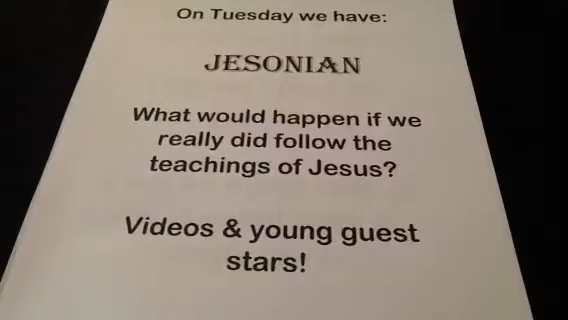 On Tuesday we have:
JESONIAN
What would happen if we
really did follow the
teachings of Jesus?
Videos & young guest
stars!